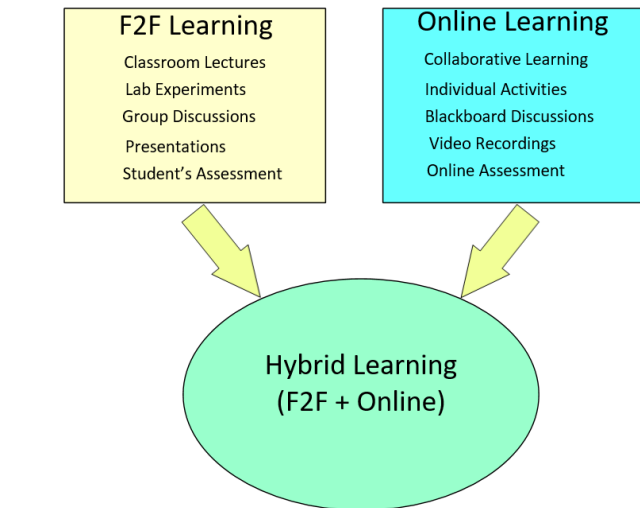 F2F Learning
Classroom Lectures
Lab Experiments
Group Discussions
Presentations
Student’s Assessment
Online Learning
Collaborative Learning
Individual Activities
Blackboard Discussions
Video Recordings
Online Assessment
Hybrid Learning
(F2F + Online)